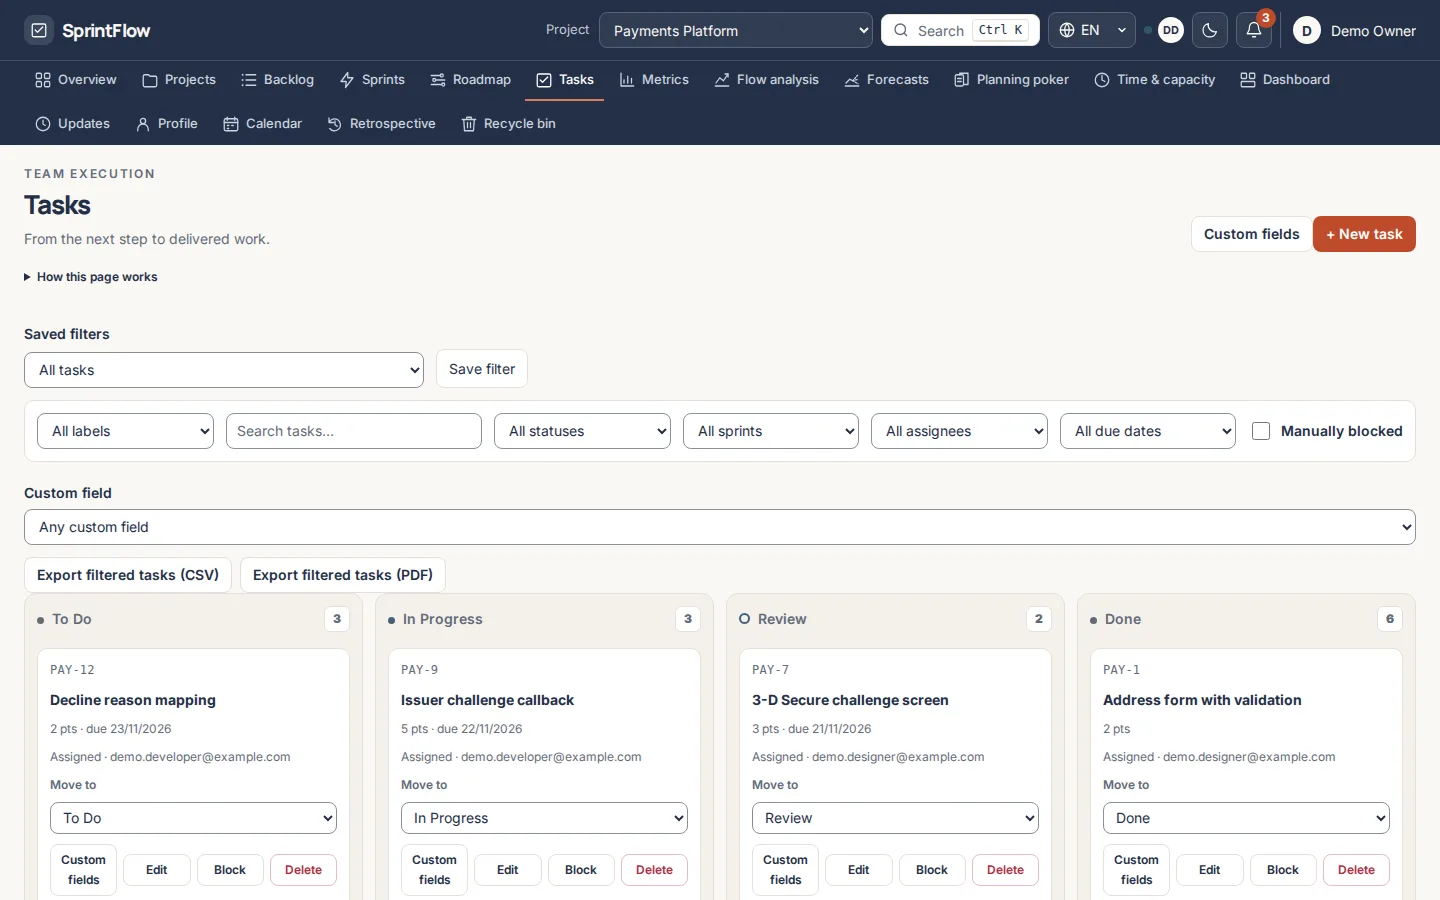 SprintFlow
Project
Payments Platform
Search Ctrl K
EN
DD
3
D
Demo Owner
Overview
Projects
Backlog
Sprints
Roadmap
Tasks
Metrics
Flow analysis
Forecasts
Planning poker
Time & capacity
Dashboard
Updates
Profile
Calendar
Retrospective
Recycle bin
TEAM EXECUTION
Tasks
From the next step to delivered work.
Custom fields
+ New task
How this page works
Saved filters
All tasks
Save filter
All labels
Search tasks...
All statuses
All sprints
All assignees
All due dates
Manually blocked
Custom field
Any custom field
Export filtered tasks (CSV)
Export filtered tasks (PDF)
To Do
3
PAY-12
Decline reason mapping
2 pts · due 23/11/2026
Assigned · demo.developer@example.com
Move to
To Do
Custom
fields
Edit
Block
Delete
In Progress
3
PAY-9
Issuer challenge callback
5 pts · due 22/11/2026
Assigned · demo.developer@example.com
Move to
In Progress
Custom
fields
Edit
Block
Delete
Review
2
PAY-7
3-D Secure challenge screen
3 pts · due 21/11/2026
Assigned · demo.designer@example.com
Move to
Review
Custom
fields
Edit
Block
Delete
Done
6
PAY-1
Address form with validation
2 pts
Assigned · demo.designer@example.com
Move to
Done
Custom
fields
Edit
Block
Delete